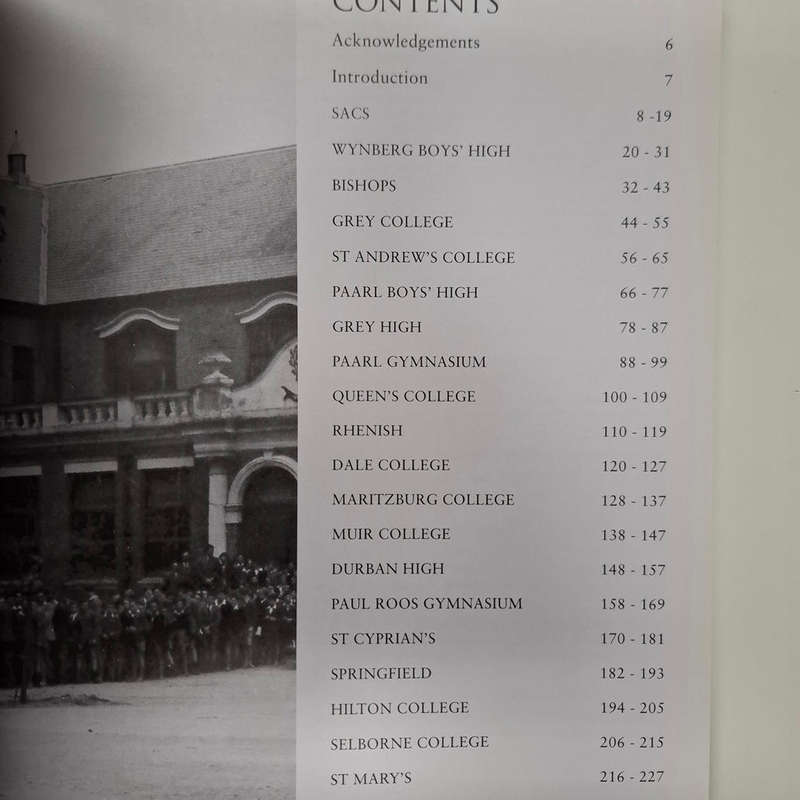 CONTENTS
Acknowledgements 6
Introduction 7
SACS 8 -19
WYNBERG BOYS' HIGH 20 - 31
BISHOPS 32 - 43
GREY COLLEGE 44 - 55
ST ANDREW'S COLLEGE 56 - 65
PAARL BOYS' HIGH 66 - 77
GREY HIGH 78 - 87
PAARL GYMNASIUM 88 - 99
QUEEN'S COLLEGE 100 - 109
RHENISH 110 - 119
DALE COLLEGE 120 - 127
MARITZBURG COLLEGE 128 - 137
MUIR COLLEGE 138 - 147
DURBAN HIGH 148 - 157
PAUL ROOS GYMNASIUM 158 - 169
ST CYPRIAN'S 170 - 181
SPRINGFIELD 182 - 193
HILTON COLLEGE 194 - 205
SELBORNE COLLEGE 206 - 215
ST MARY'S 216 - 227